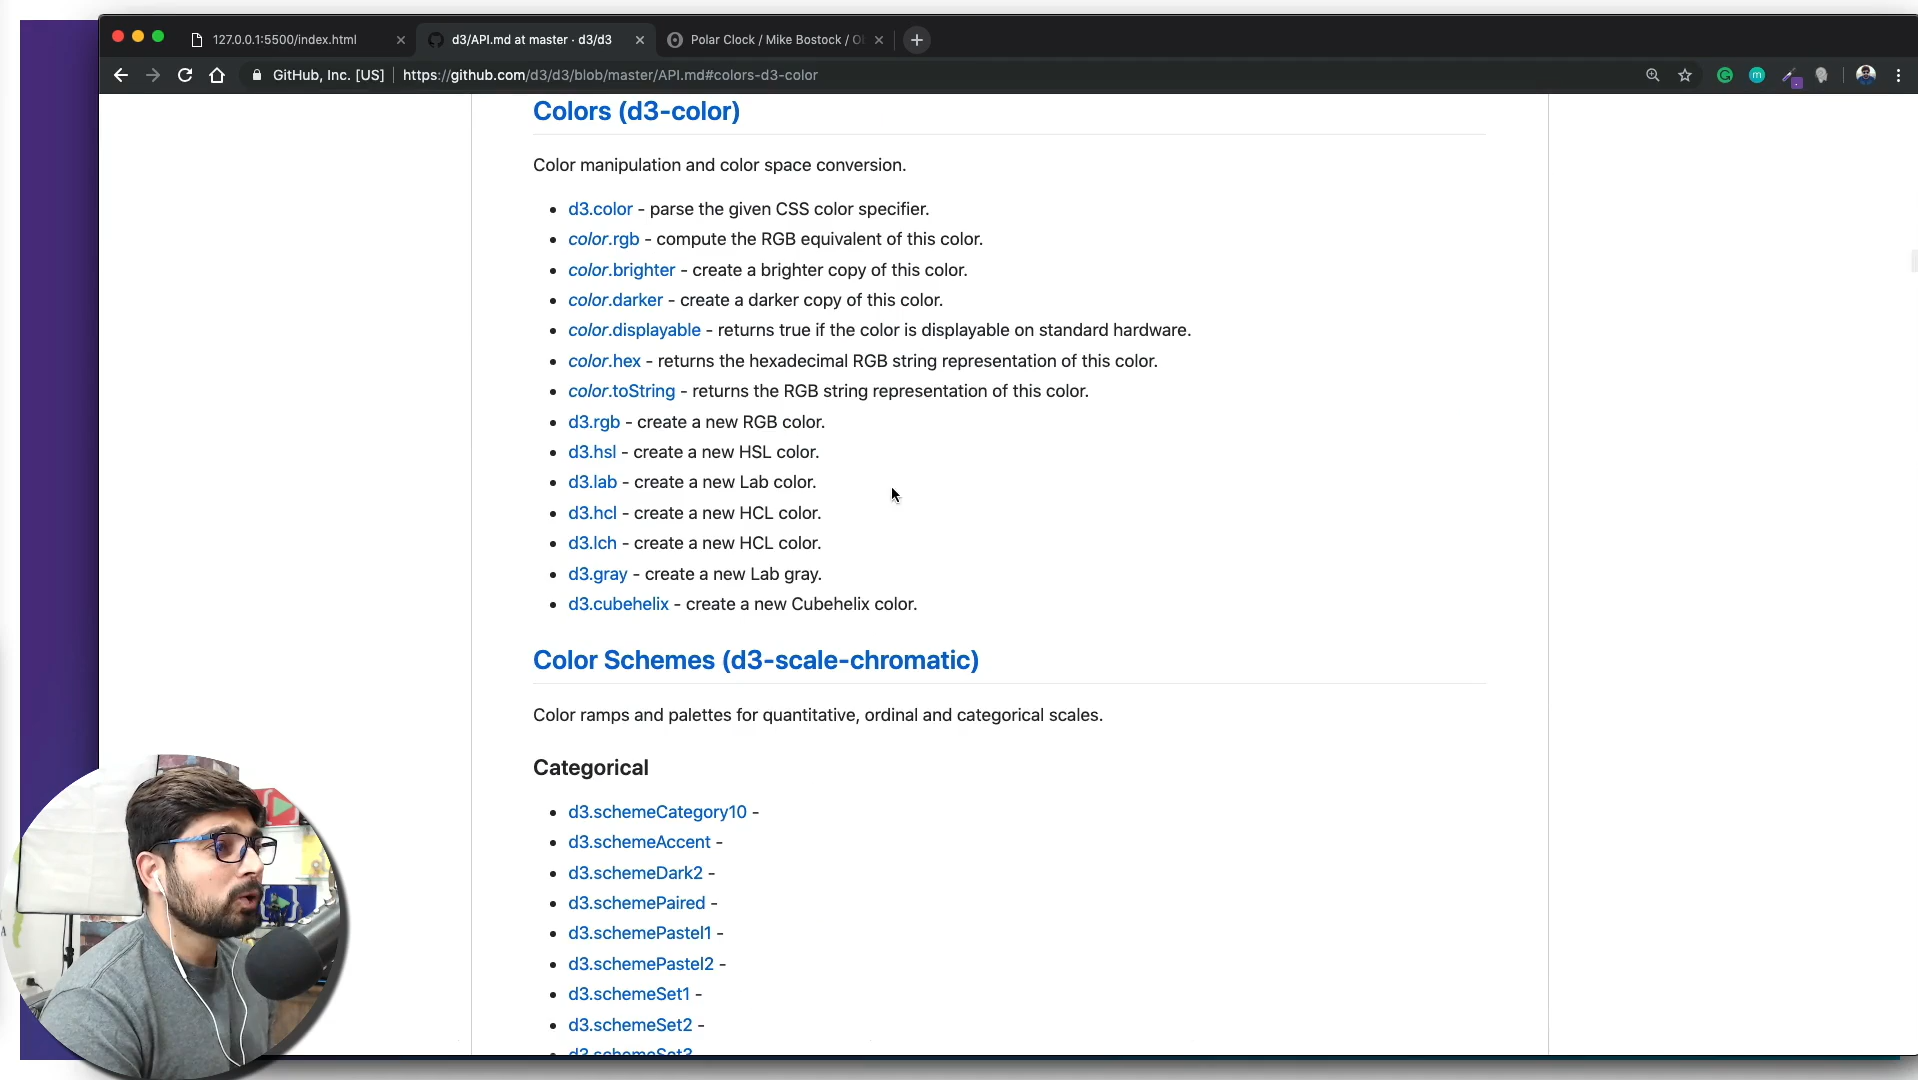 127.0.0.1:5500/index.html
d3/API.md at master · d3/d3
Polar Clock / Mike Bostock /
GitHub, Inc. [US]
https://github.com/d3/d3/blob/master/API.md#colors-d3-color
Colors (d3-color)
Color manipulation and color space conversion.
• d3.color - parse the given CSS color specifier.
• color.rgb - compute the RGB equivalent of this color.
• color.brighter - create a brighter copy of this color.
• color.darker - create a darker copy of this color.
• color.displayable - returns true if the color is displayable on standard hardware.
• color.hex - returns the hexadecimal RGB string representation of this color.
• color.toString - returns the RGB string representation of this color.
• d3.rgb - create a new RGB color.
• d3.hsl - create a new HSL color.
• d3.lab - create a new Lab color.
• d3.hcl - create a new HCL color.
• d3.lch - create a new HCL color.
• d3.gray - create a new Lab gray.
• d3.cubehelix - create a new Cubehelix color.
Color Schemes (d3-scale-chromatic)
Color ramps and palettes for quantitative, ordinal and categorical scales.
Categorical
• d3.schemeCategory10 -
• d3.schemeAccent -
• d3.schemeDark2 -
• d3.schemePaired -
• d3.schemePastel1 -
• d3.schemePastel2 -
• d3.schemeSet1 -
• d3.schemeSet2 -
d3.schemeSet3